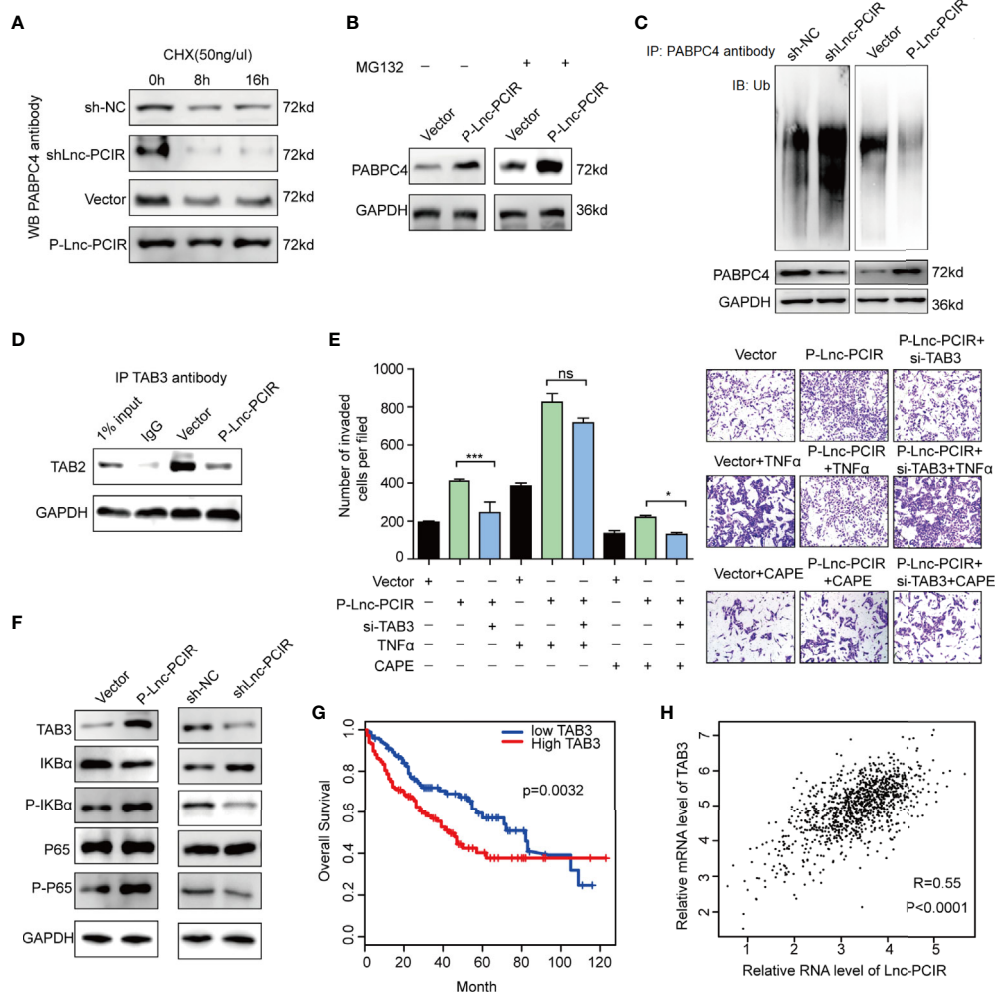 A
CHX(50ng/ul)
0h 8h 16h
WB PABPC4 antibody
sh-NC 72kd
shLnc-PCIR 72kd
Vector 72kd
P-Lnc-PCIR 72kd
B
MG132 – – + +
Vector P-Lnc-PCIR Vector P-Lnc-PCIR
PABPC4 72kd
GAPDH 36kd
C
IP: PABPC4 antibody
sh-NC shLnc-PCIR Vector P-Lnc-PCIR
IB: Ub
PABPC4 72kd
GAPDH 36kd
D
IP TAB3 antibody
1% input IgG Vector P-Lnc-PCIR
TAB2
GAPDH
E
Number of invaded
cells per filed
1000
800
600
400
200
0
*** ns *
Vector + – – + – – + – –
P-Lnc-PCIR – + + – + + – + +
si-TAB3 – – + – – + – – +
TNFα – – – + + + – – –
CAPE – – – – – – + + +
Vector P-Lnc-PCIR P-Lnc-PCIR+
si-TAB3
Vector+TNFα P-Lnc-PCIR
+TNFα P-Lnc-PCIR+
si-TAB3+TNFα
Vector+CAPE P-Lnc-PCIR
+CAPE P-Lnc-PCIR+
si-TAB3+CAPE
F
Vector P-Lnc-PCIR sh-NC shLnc-PCIR
TAB3
IKBα
P-IKBα
P65
P-P65
GAPDH
G
low TAB3
High TAB3
p=0.0032
Overall Survival
1.0
0.8
0.6
0.4
0.2
0.0
0 20 40 60 80 100 120
Month
H
Relative mRNA level of TAB3
7
6
5
4
3
2
R=0.55
P<0.0001
1 2 3 4 5
Relative RNA level of Lnc-PCIR